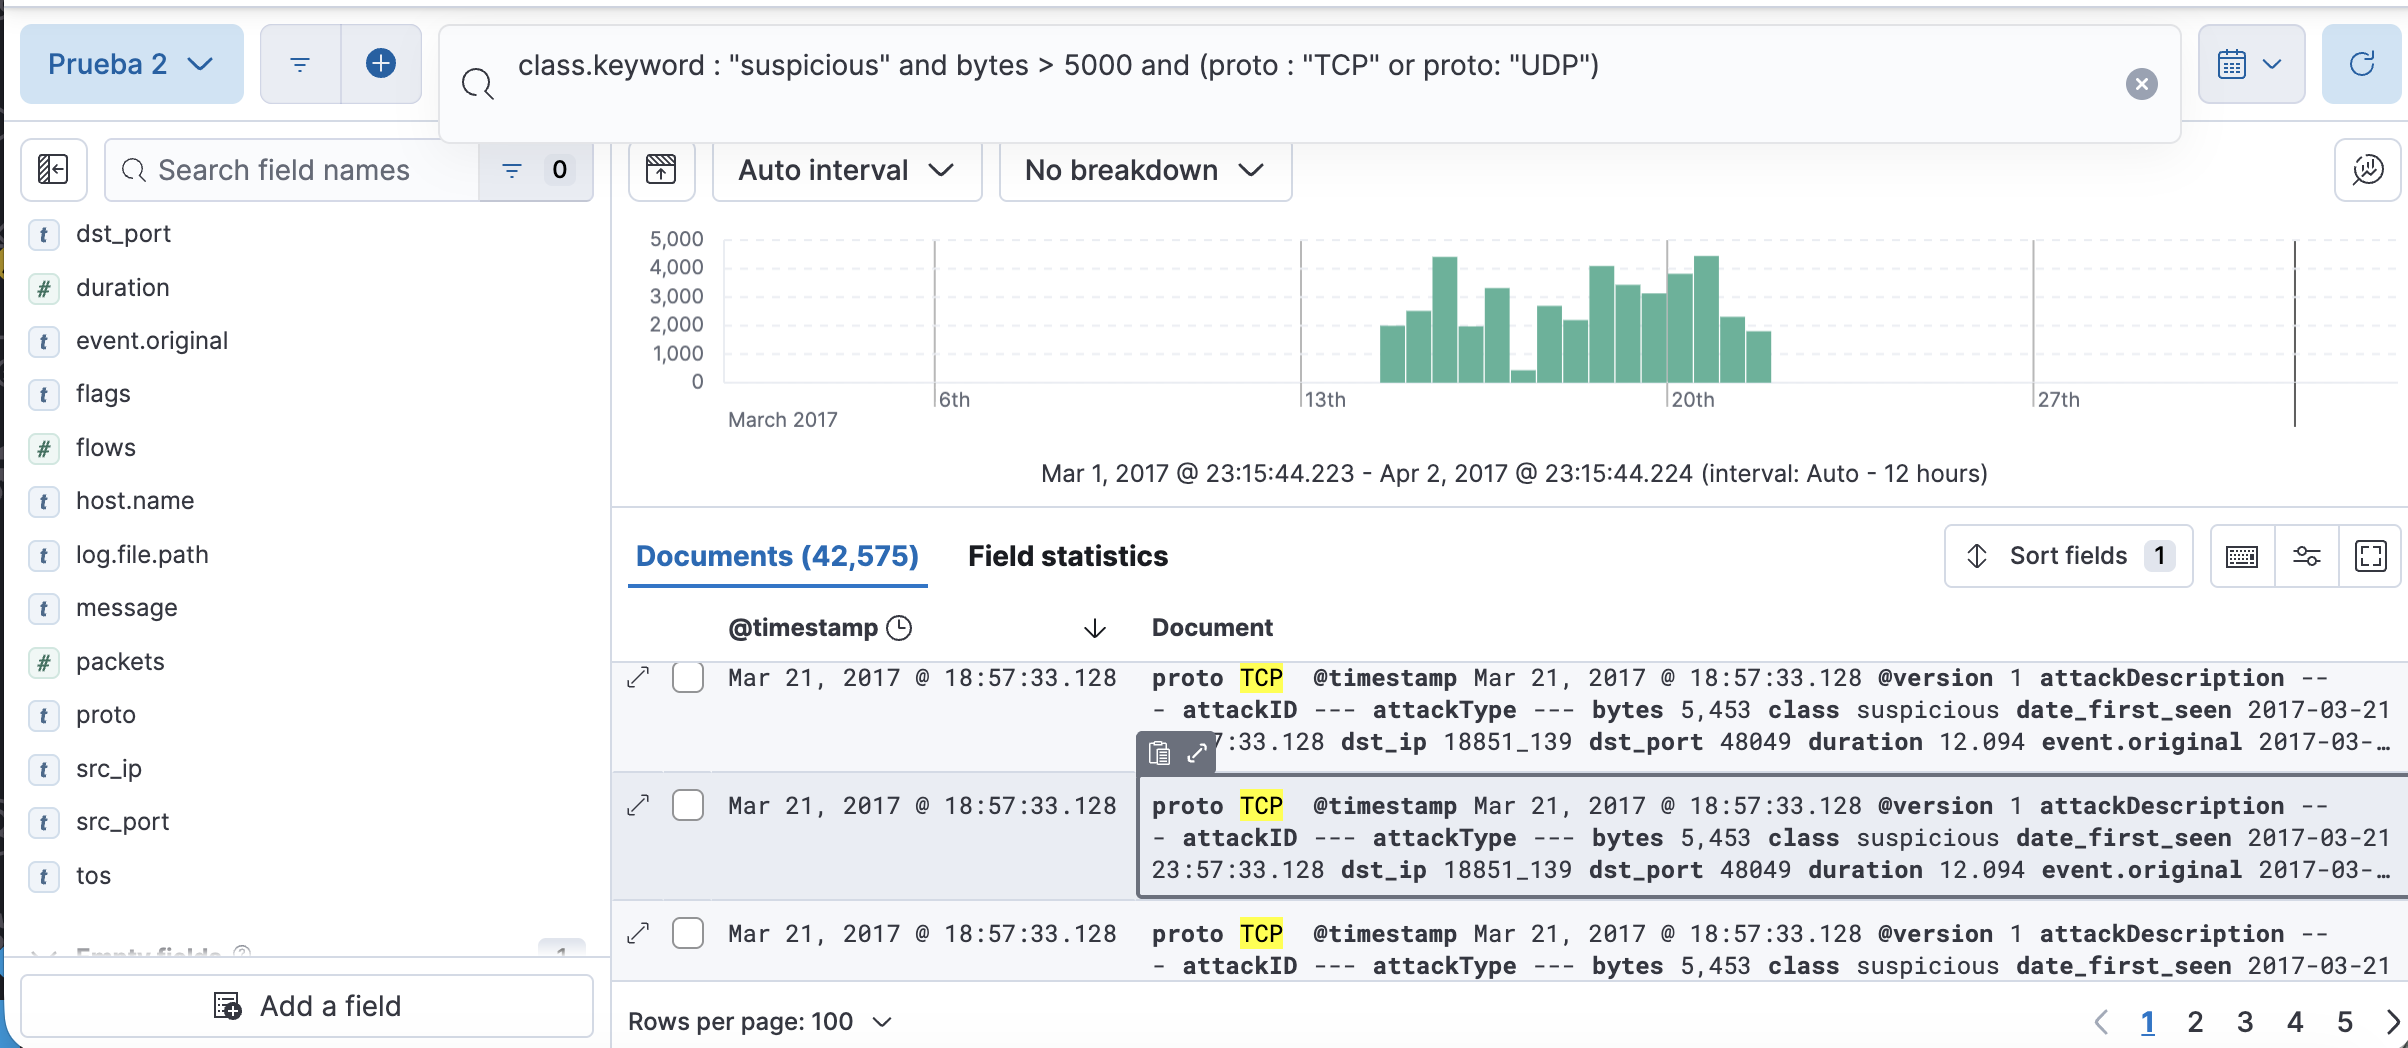 Prueba 2
class.keyword : "suspicious" and bytes > 5000 and (proto : "TCP" or proto: "UDP")
Search field names
0
Auto interval
No breakdown
t dst_port
# duration
t event.original
t flags
# flows
t host.name
t log.file.path
t message
# packets
t proto
t src_ip
t src_port
t tos
Empty fields 1
Add a field
5,000
4,000
3,000
2,000
1,000
0
6th
13th
20th
27th
March 2017
Mar 1, 2017 @ 23:15:44.223 - Apr 2, 2017 @ 23:15:44.224 (interval: Auto - 12 hours)
Documents (42,575)
Field statistics
Sort fields 1
@timestamp
Document
Mar 21, 2017 @ 18:57:33.128
proto TCP @timestamp Mar 21, 2017 @ 18:57:33.128 @version 1 attackDescription --
- attackID --- attackType --- bytes 5,453 class suspicious date_first_seen 2017-03-21
7:33.128 dst_ip 18851_139 dst_port 48049 duration 12.094 event.original 2017-03-…
Mar 21, 2017 @ 18:57:33.128
proto TCP @timestamp Mar 21, 2017 @ 18:57:33.128 @version 1 attackDescription --
- attackID --- attackType --- bytes 5,453 class suspicious date_first_seen 2017-03-21
23:57:33.128 dst_ip 18851_139 dst_port 48049 duration 12.094 event.original 2017-03-…
Mar 21, 2017 @ 18:57:33.128
proto TCP @timestamp Mar 21, 2017 @ 18:57:33.128 @version 1 attackDescription --
- attackID --- attackType --- bytes 5,453 class suspicious date_first_seen 2017-03-21
Rows per page: 100
1 2 3 4 5